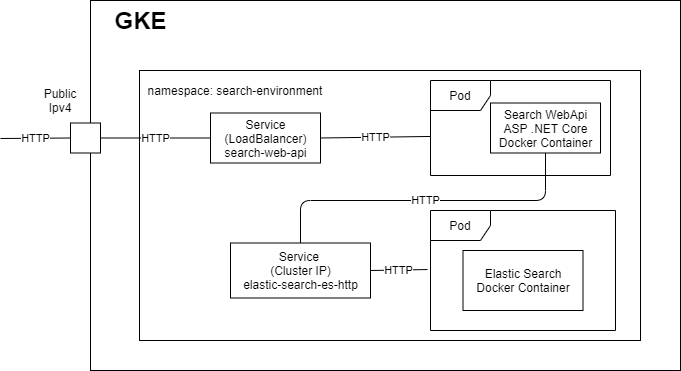 GKE
Public
Ipv4
namespace: search-environment
Pod
Search WebApi
ASP .NET Core
Docker Container
Service
(LoadBalancer)
search-web-api
HTTP
HTTP
HTTP
HTTP
Pod
Service
(Cluster IP)
elastic-search-es-http
HTTP
Elastic Search
Docker Container